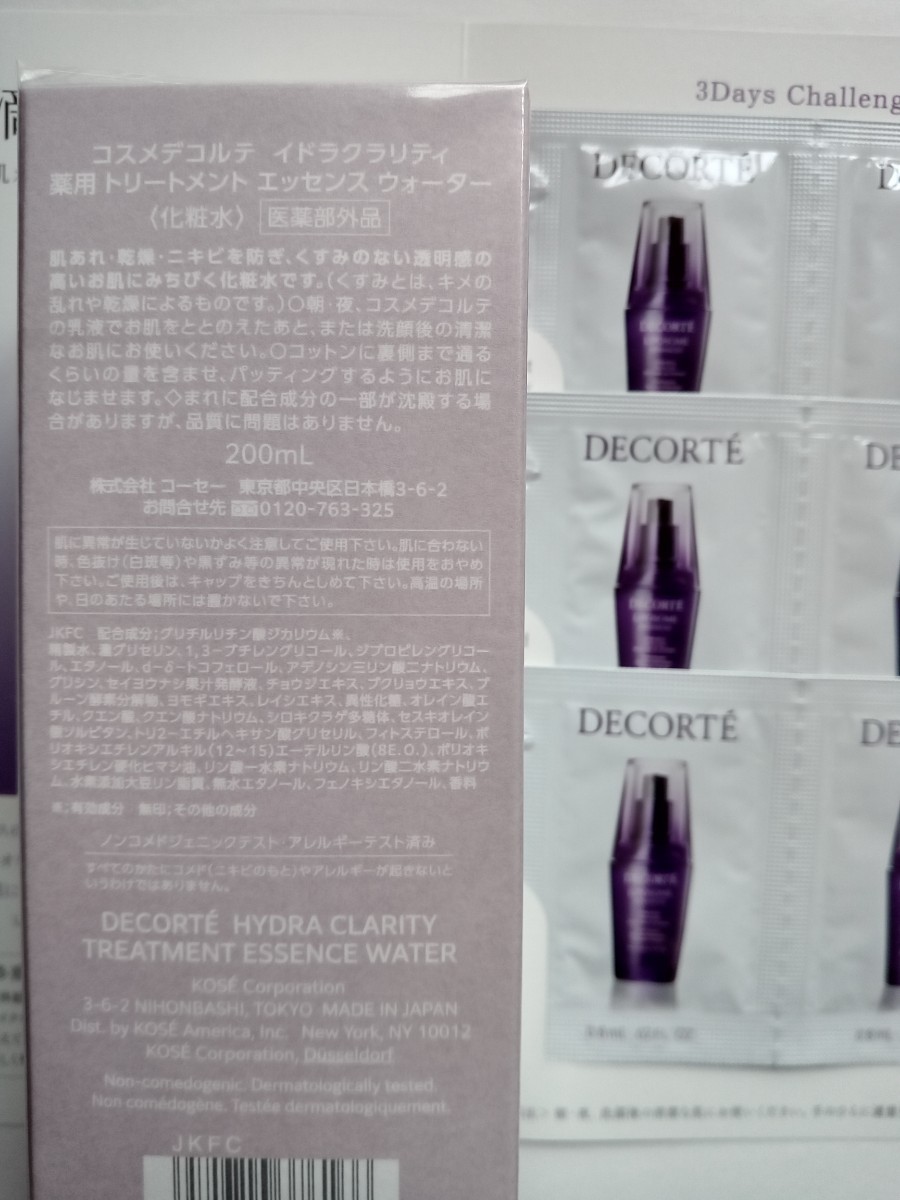 コスメデコルテ イドラクラリティ
薬用 トリートメント エッセンス ウォーター
〈化粧水〉 医薬部外品
肌あれ・乾燥・ニキビを防ぎ、くすみのない透明感の
高いお肌にみちびく化粧水です。(くすみとは、キメの
乱れや乾燥によるものです。)○朝・夜、コスメデコルテ
の乳液でお肌をととのえたあと、または洗顔後の清潔
なお肌にお使いください。○コットンに裏側まで通る
くらいの量を含ませ、パッティングするようにお肌に
なじませます。◇まれに配合成分の一部が沈殿する場
合がありますが、品質に問題はありません。
200mL
株式会社 コーセー 東京都中央区日本橋3-6-2
お問合せ先 0120-763-325
肌に異常が生じていないかよく注意してご使用下さい。肌に合わない
時、色抜け(白斑等)や黒ずみ等の異常が現れた時は使用をおやめ
下さい。ご使用後は、キャップをきちんとしめて下さい。高温の場所
や、日のあたる場所には置かないで下さい。
JKFC 配合成分:グリチルリチン酸ジカリウム※、
精製水、濃グリセリン、1,3-ブチレングリコール、ジプロピレングリコー
ル、エタノール、d-δ-トコフェロール、アデノシン三リン酸二ナトリウム、
グリシン、セイヨウナシ果汁発酵液、チョウジエキス、ブクリョウエキス、プ
ルーン酵素分解物、ヨモギエキス、レイシエキス、異性化糖、オレイン酸エ
チル、クエン酸、クエン酸ナトリウム、シロキクラゲ多糖体、セスキオレイン
酸ソルビタン、トリ2-エチルヘキサン酸グリセリル、フィトステロール、ポ
リオキシエチレンアルキル(12~15)エーテルリン酸(8E.O.)、ポリオキ
シエチレン硬化ヒマシ油、リン酸一水素ナトリウム、リン酸二水素ナトリウ
ム、水素添加大豆リン脂質、無水エタノール、フェノキシエタノール、香料
※:有効成分 無印:その他の成分
ノンコメドジェニックテスト・アレルギーテスト済み
すべてのかたにコメド(ニキビのもと)やアレルギーが起きないと
いうわけではありません。
DECORTÉ HYDRA CLARITY
TREATMENT ESSENCE WATER
KOSÉ Corporation
3-6-2 NIHONBASHI, TOKYO MADE IN JAPAN
Dist. by KOSÉ America, Inc. New York, NY 10012
KOSÉ Corporation, Düsseldorf
Non-comedogenic. Dermatologically tested.
Non comédogène. Testée dermatologiquement.
JKFC
3Days Challeng
DECORTÉ
DECORTÉ
DE
DECORTÉ
DE